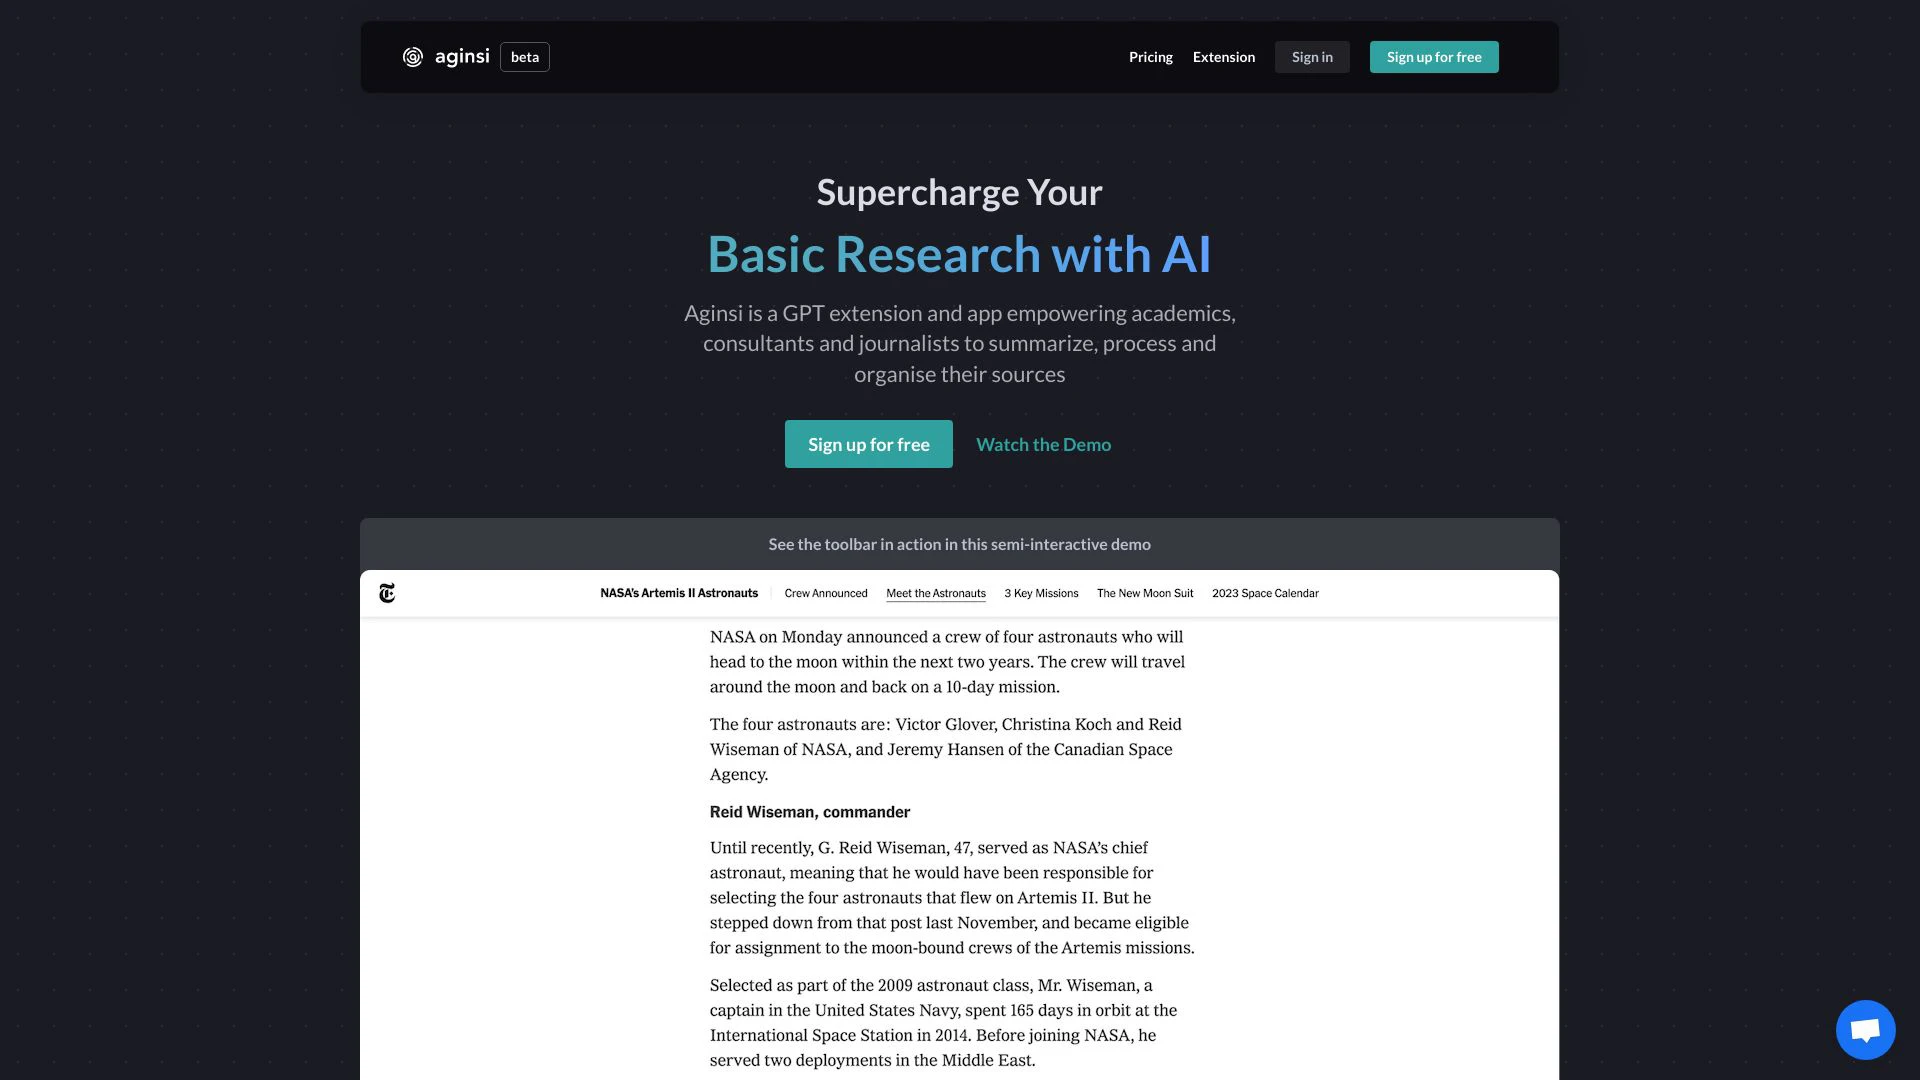 aginsi
beta
Pricing
Extension
Sign in
Sign up for free
Supercharge Your
Basic Research with AI
Aginsi is a GPT extension and app empowering academics,
consultants and journalists to summarize, process and
organise their sources
Sign up for free
Watch the Demo
See the toolbar in action in this semi-interactive demo
NASA’s Artemis II Astronauts
Crew Announced
Meet the Astronauts
3 Key Missions
The New Moon Suit
2023 Space Calendar
NASA on Monday announced a crew of four astronauts who will
head to the moon within the next two years. The crew will travel
around the moon and back on a 10-day mission.
The four astronauts are: Victor Glover, Christina Koch and Reid
Wiseman of NASA, and Jeremy Hansen of the Canadian Space
Agency.
Reid Wiseman, commander
Until recently, G. Reid Wiseman, 47, served as NASA’s chief
astronaut, meaning that he would have been responsible for
selecting the four astronauts that flew on Artemis II. But he
stepped down from that post last November, and became eligible
for assignment to the moon-bound crews of the Artemis missions.
Selected as part of the 2009 astronaut class, Mr. Wiseman, a
captain in the United States Navy, spent 165 days in orbit at the
International Space Station in 2014. Before joining NASA, he
served two deployments in the Middle East.